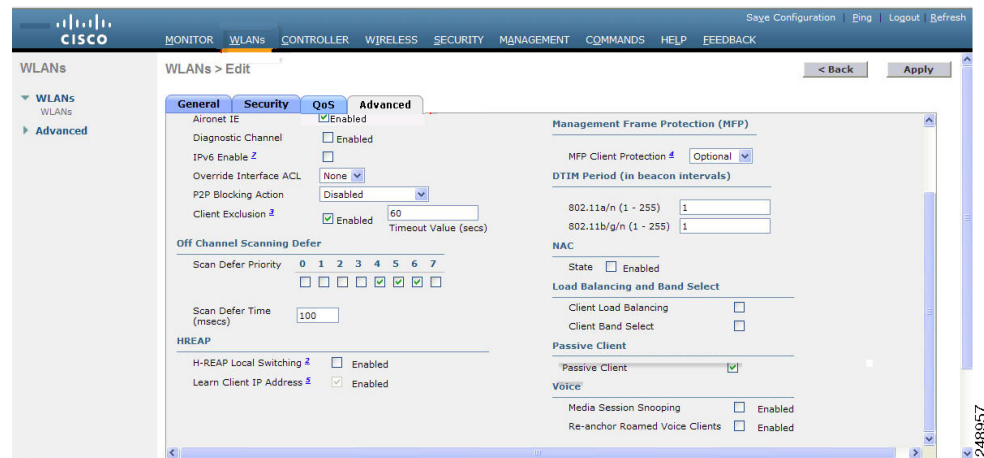 Save Configuration | Ping | Logout | Refresh
CISCO
MONITOR WLANs CONTROLLER WIRELESS SECURITY MANAGEMENT COMMANDS HELP FEEDBACK
WLANs
WLANs > Edit
< Back
Apply
WLANs
WLANs
Advanced
General
Security
QoS
Advanced
Aironet IE Enabled
Diagnostic Channel Enabled
IPv6 Enable 7
Override Interface ACL None
P2P Blocking Action Disabled
Client Exclusion 3 Enabled 60
Timeout Value (secs)
Off Channel Scanning Defer
Scan Defer Priority 0 1 2 3 4 5 6 7
Scan Defer Time (msecs) 100
HREAP
H-REAP Local Switching 2 Enabled
Learn Client IP Address 5 Enabled
Management Frame Protection (MFP)
MFP Client Protection 4 Optional
DTIM Period (in beacon intervals)
802.11a/n (1 - 255) 1
802.11b/g/n (1 - 255) 1
NAC
State Enabled
Load Balancing and Band Select
Client Load Balancing
Client Band Select
Passive Client
Passive Client
Voice
Media Session Snooping Enabled
Re-anchor Roamed Voice Clients Enabled
248957